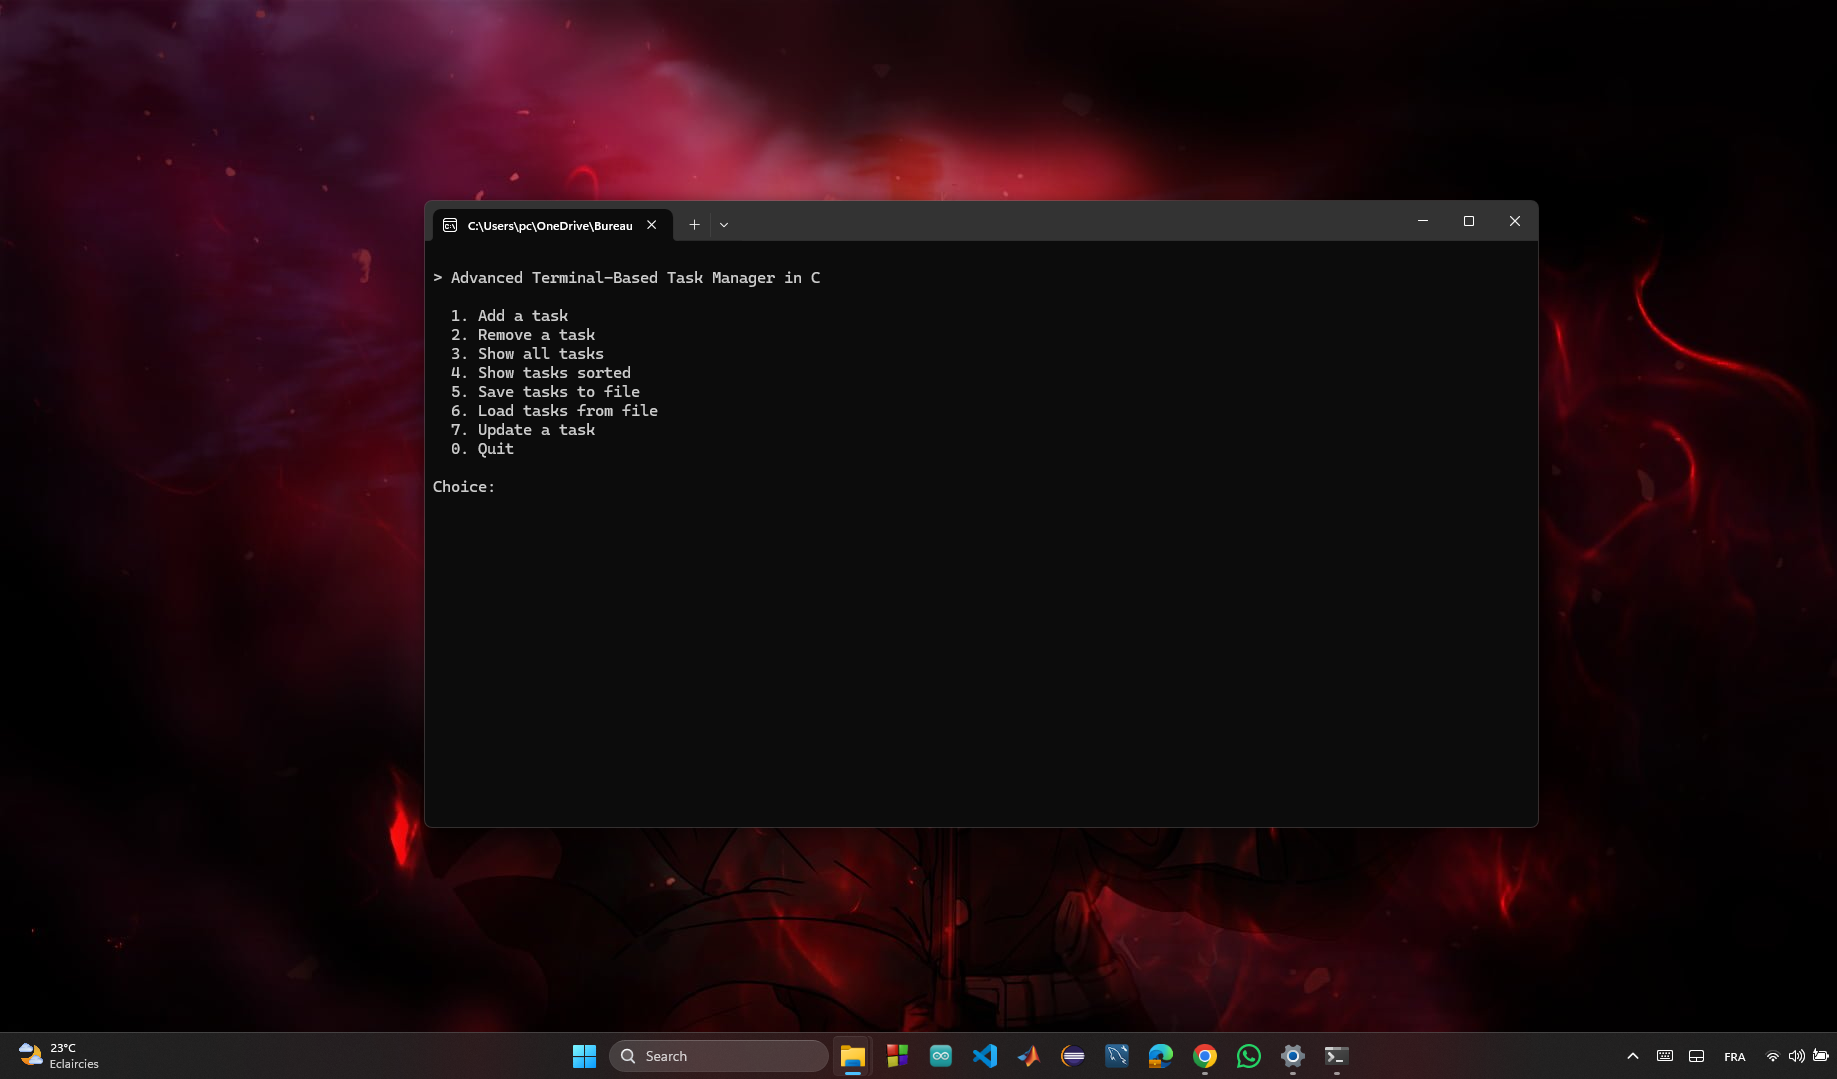 C:\Users\pc\OneDrive\Bureau
> Advanced Terminal-Based Task Manager in C
1. Add a task
2. Remove a task
3. Show all tasks
4. Show tasks sorted
5. Save tasks to file
6. Load tasks from file
7. Update a task
0. Quit
Choice:
23°C
Eclaircies
Search
FRA